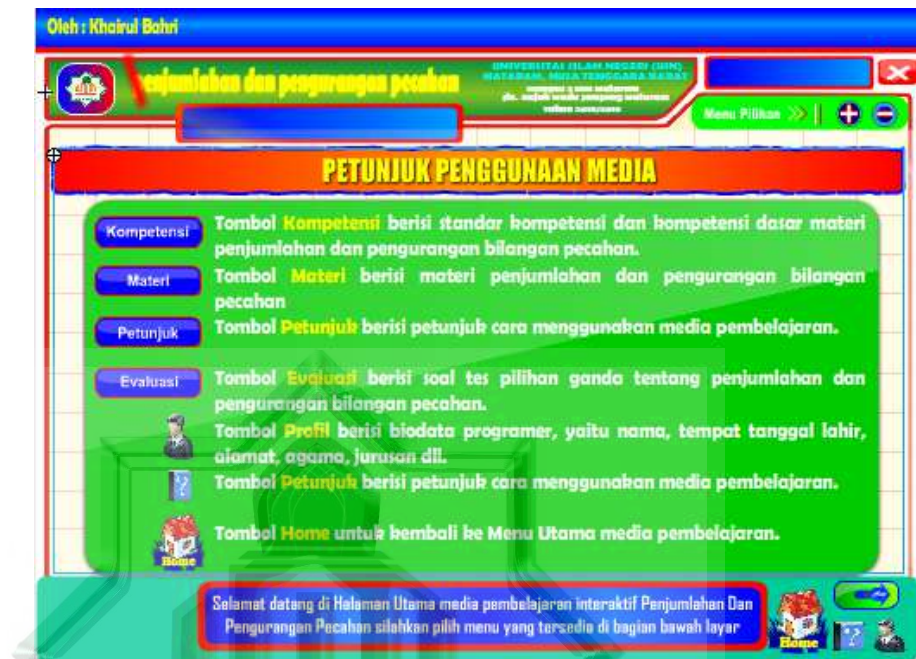 Oleh : Khairul Bahri
enjumlahan dan pengurangan pecahan
UNIVERSITAS ISLAM NEGERI (UIN)
MATARAM, NUSA TENGGARA BARAT
Menu Pilihan
PETUNJUK PENGGUNAAN MEDIA
Kompetensi
Tombol Kompetensi berisi standar kompetensi dan kompetensi dasar materi
penjumlahan dan pengurangan bilangan pecahan.
Materi
Tombol Materi berisi materi penjumlahan dan pengurangan bilangan
pecahan
Petunjuk
Tombol Petunjuk berisi petunjuk cara menggunakan media pembelajaran.
Evaluasi
Tombol Evaluasi berisi soal tes pilihan ganda tentang penjumlahan dan
pengurangan bilangan pecahan.
Tombol Profil berisi biodata programer, yaitu nama, tempat tanggal lahir,
alamat, agama, jurusan dll.
Tombol Petunjuk berisi petunjuk cara menggunakan media pembelajaran.
Tombol Home untuk kembali ke Menu Utama media pembelajaran.
Home
Selamat datang di Halaman Utama media pembelajaran interaktif Penjumlahan Dan
Pengurangan Pecahan silahkan pilih menu yang tersedia di bagian bawah layar
Home